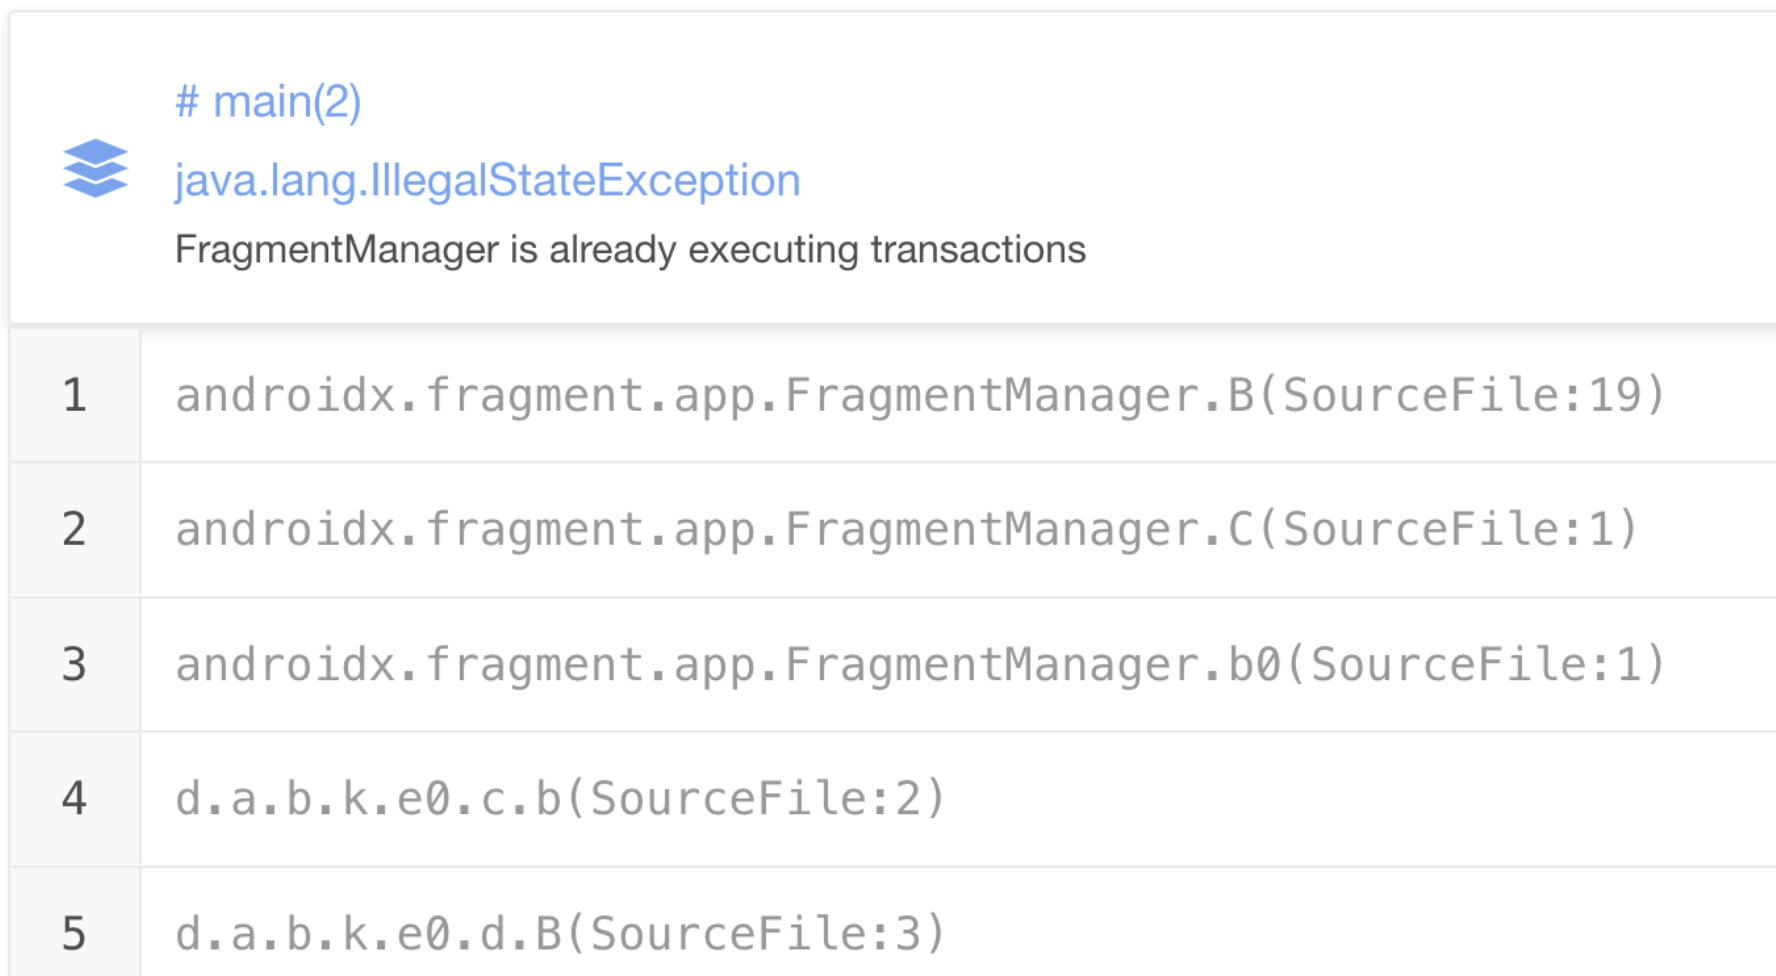 # main(2)
java.lang.IllegalStateException
FragmentManager is already executing transactions
1 androidx.fragment.app.FragmentManager.B(SourceFile:19)
2 androidx.fragment.app.FragmentManager.C(SourceFile:1)
3 androidx.fragment.app.FragmentManager.b0(SourceFile:1)
4 d.a.b.k.e0.c.b(SourceFile:2)
5 d.a.b.k.e0.d.B(SourceFile:3)